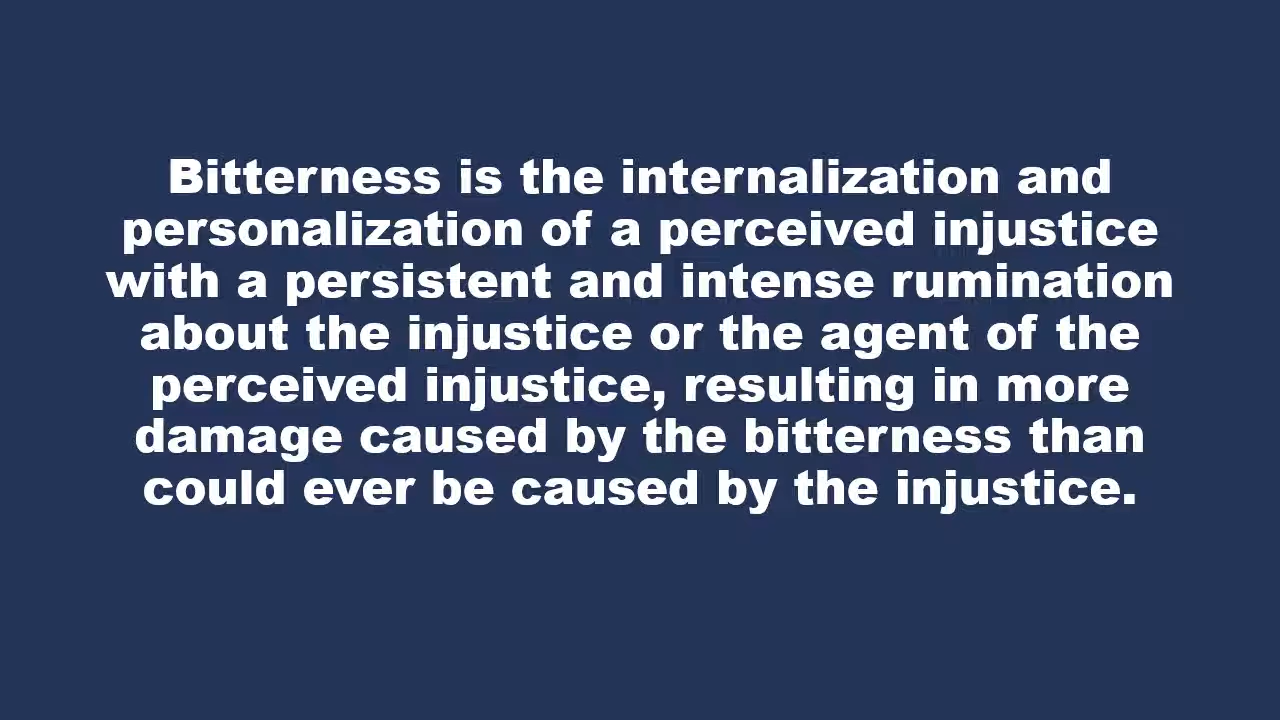 Bitterness is the internalization and
personalization of a perceived injustice
with a persistent and intense rumination
about the injustice or the agent of the
perceived injustice, resulting in more
damage caused by the bitterness than
could ever be caused by the injustice.